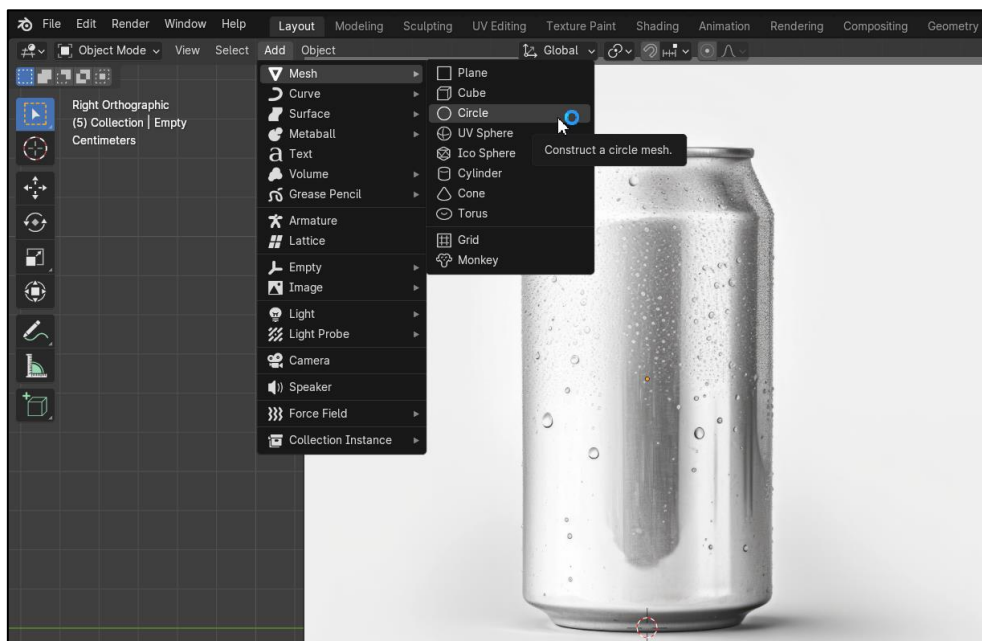 File Edit Render Window Help Layout Modeling Sculpting UV Editing Texture Paint Shading Animation Rendering Compositing Geometry
Object Mode View Select Add Object Global
Right Orthographic
(5) Collection | Empty
Centimeters
Mesh
Curve
Surface
Metaball
Text
Volume
Grease Pencil
Armature
Lattice
Empty
Image
Light
Light Probe
Camera
Speaker
Force Field
Collection Instance
Plane
Cube
Circle
UV Sphere
Ico Sphere
Cylinder
Cone
Torus
Grid
Monkey
Construct a circle mesh.